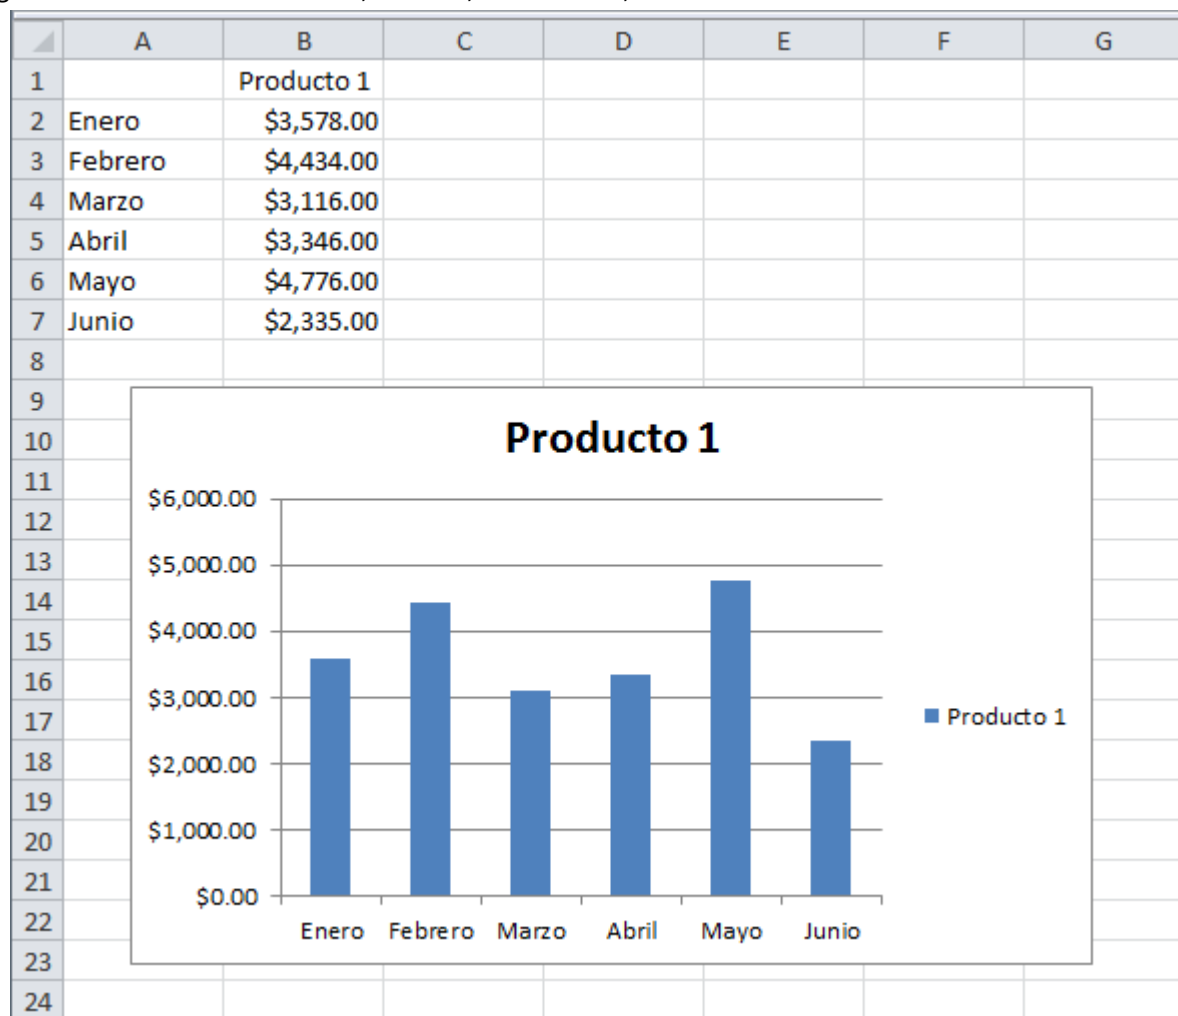 A B C D E F G
1 Producto 1
2 Enero $3,578.00
3 Febrero $4,434.00
4 Marzo $3,116.00
5 Abril $3,346.00
6 Mayo $4,776.00
7 Junio $2,335.00
8
9
10
11
12
13
14
15
16
17
18
19
20
21
22
23
24
Producto 1
$6,000.00
$5,000.00
$4,000.00
$3,000.00
$2,000.00
$1,000.00
$0.00
Enero Febrero Marzo Abril Mayo Junio
Producto 1